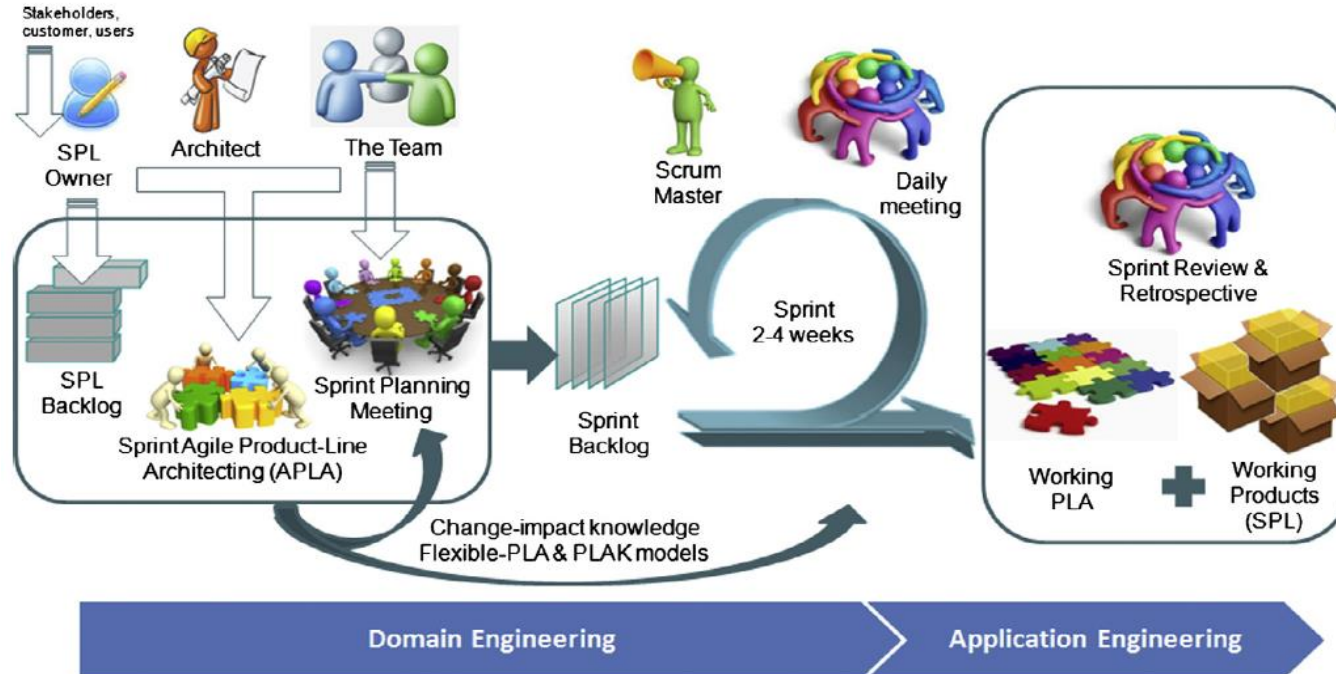 Stakeholders,
customer, users
SPL
Owner
Architect
The Team
Scrum
Master
Daily
meeting
SPL
Backlog
Sprint Agile Product-Line
Architecting (APLA)
Sprint Planning
Meeting
Sprint
Backlog
Sprint
2-4 weeks
Change-impact knowledge
Flexible-PLA & PLAK models
Sprint Review &
Retrospective
Working
PLA
Working
Products
(SPL)
Domain Engineering
Application Engineering